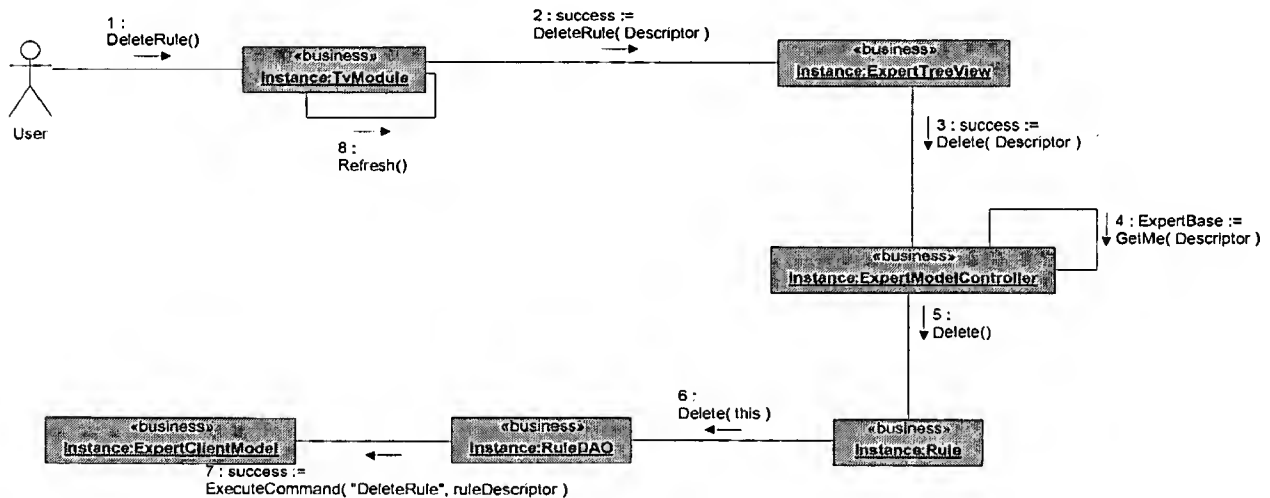 1 :
DeleteRule()
2 : success :=
DeleteRule( Descriptor )
«business»
Instance:TvModule
«business»
Instance:ExpertTreeView
User
8 :
Refresh()
3 : success :=
Delete( Descriptor )
4 : ExpertBase :=
GetMe( Descriptor )
«business»
Instance:ExpertModelController
5 :
Delete()
6 :
Delete( this )
«business»
Instance:ExpertClientModel
«business»
Instance:RuleDAO
«business»
Instance:Rule
7 : success :=
ExecuteCommand( "DeleteRule", ruleDescriptor )